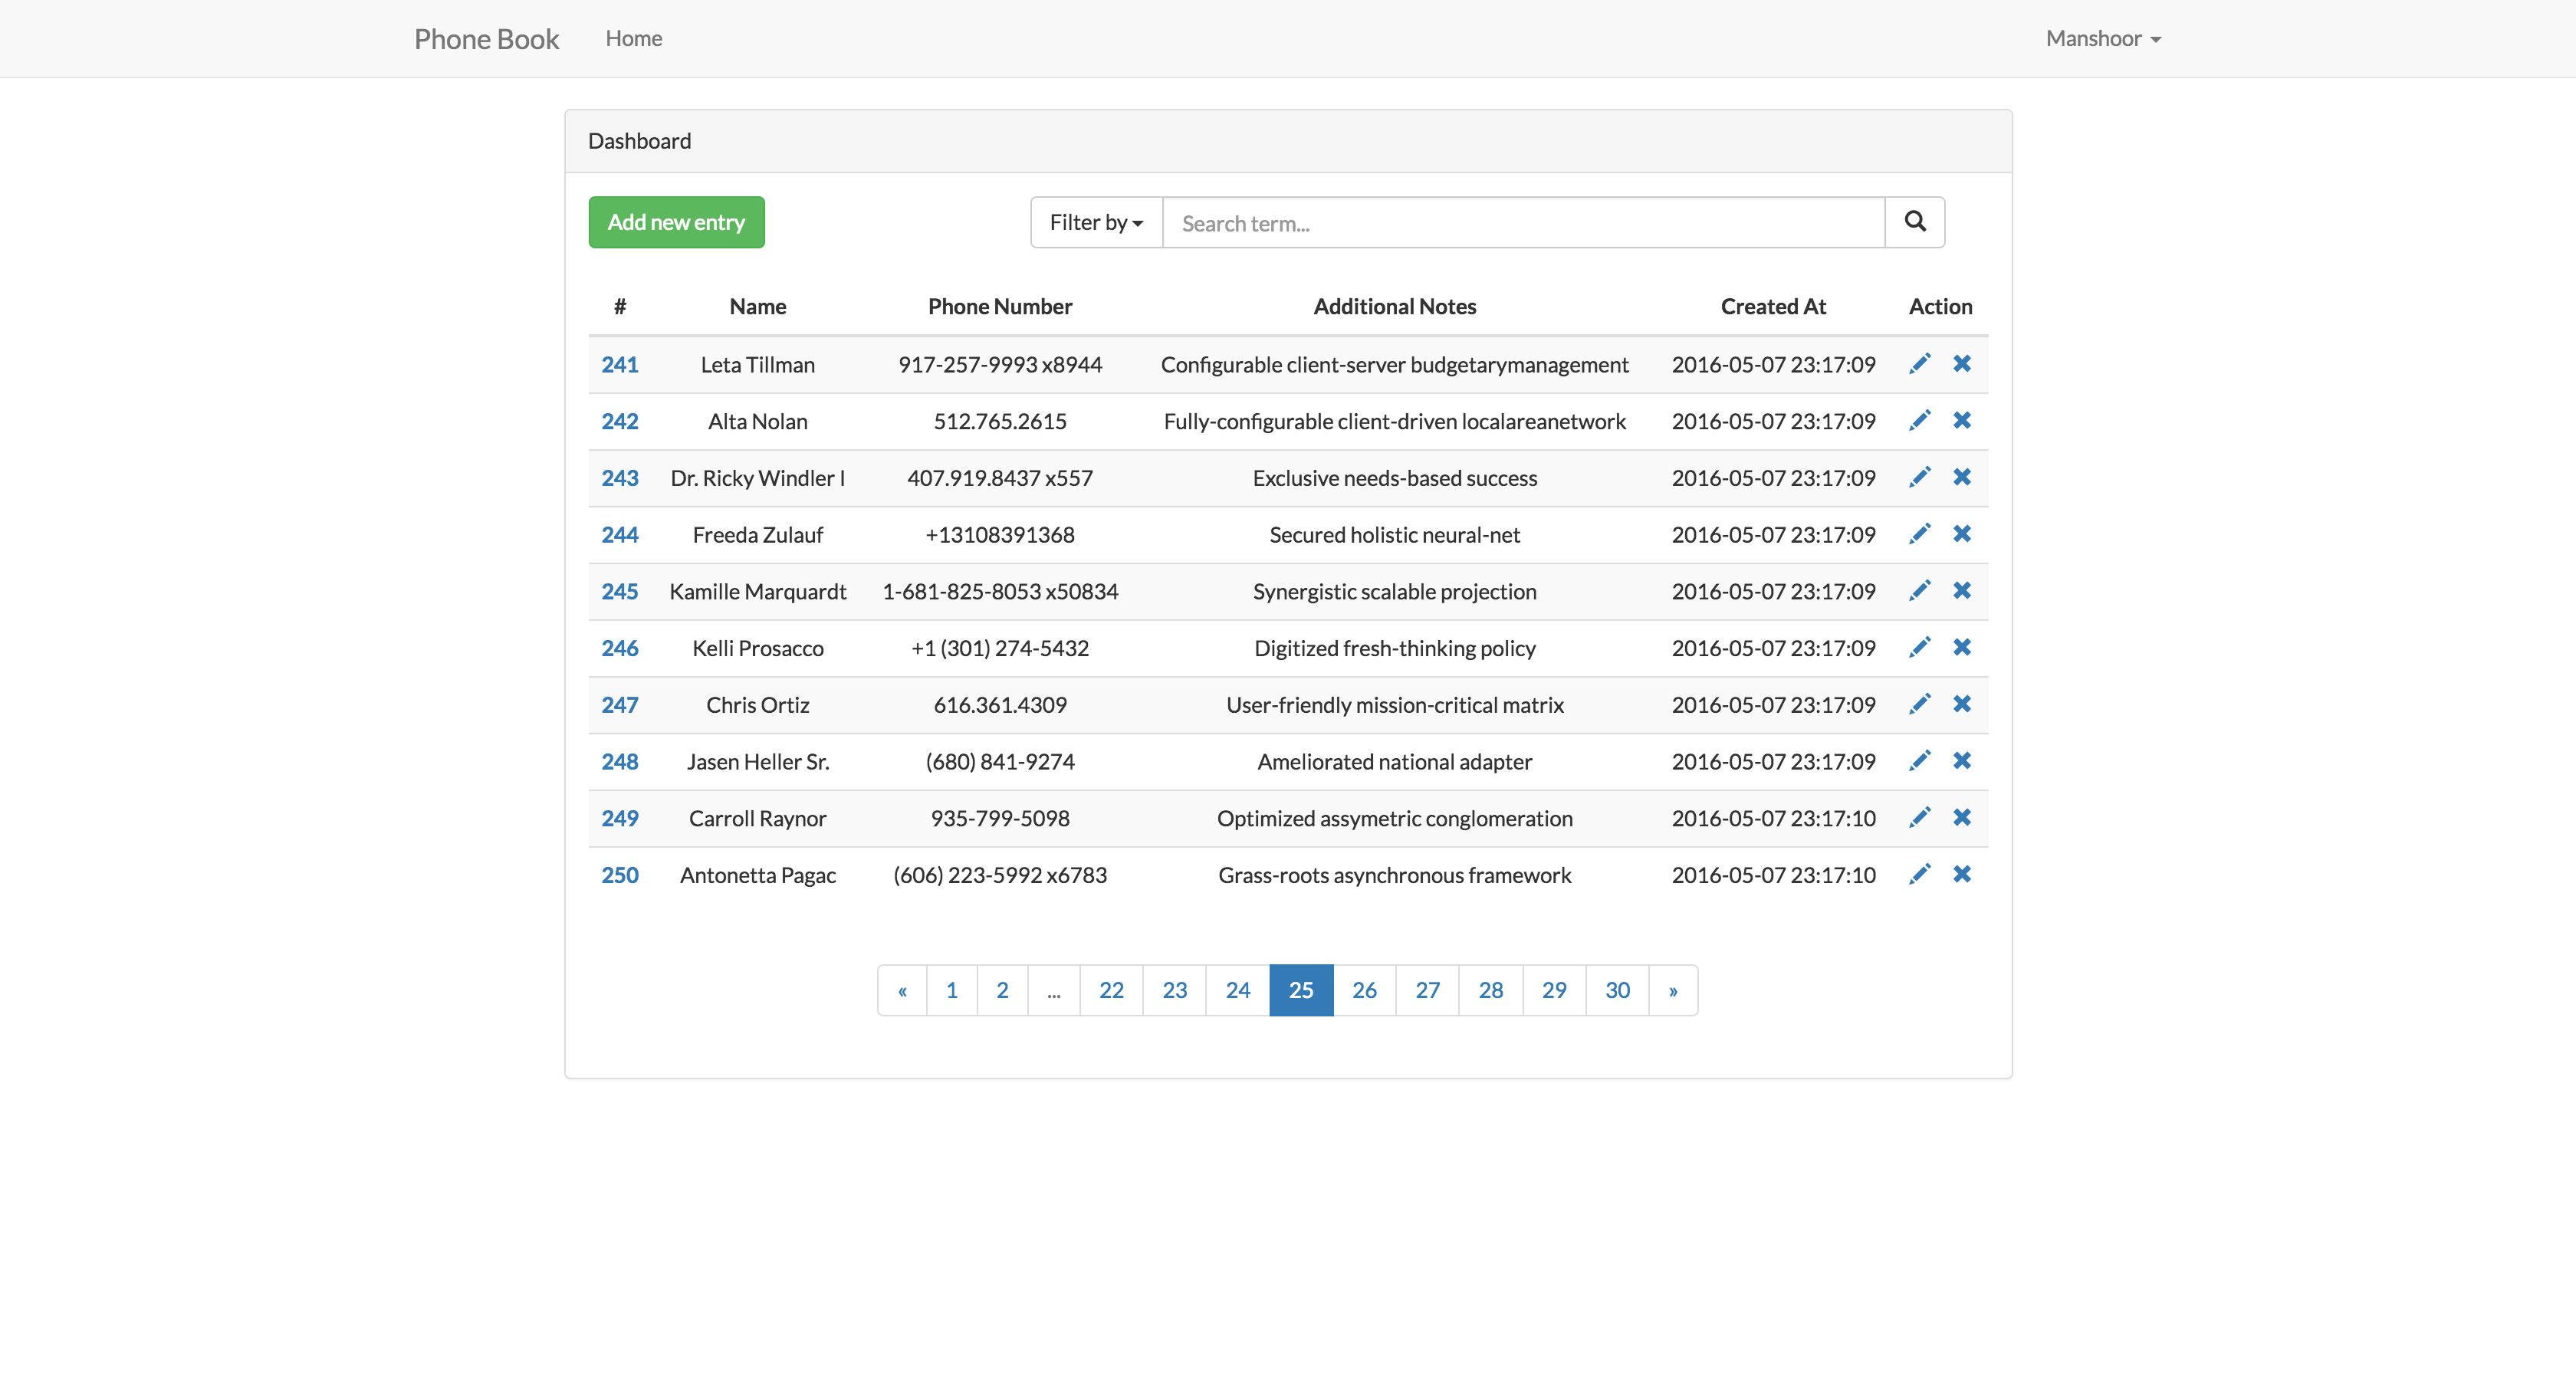 Phone Book Home Manshoor
Dashboard
Add new entry Filter by Search term...
# Name Phone Number Additional Notes Created At Action
241 Leta Tillman 917-257-9993 x8944 Configurable client-server budgetarymanagement 2016-05-07 23:17:09
242 Alta Nolan 512.765.2615 Fully-configurable client-driven localareanetwork 2016-05-07 23:17:09
243 Dr. Ricky Windler I 407.919.8437 x557 Exclusive needs-based success 2016-05-07 23:17:09
244 Freeda Zulauf +13108391368 Secured holistic neural-net 2016-05-07 23:17:09
245 Kamille Marquardt 1-681-825-8053 x50834 Synergistic scalable projection 2016-05-07 23:17:09
246 Kelli Prosacco +1 (301) 274-5432 Digitized fresh-thinking policy 2016-05-07 23:17:09
247 Chris Ortiz 616.361.4309 User-friendly mission-critical matrix 2016-05-07 23:17:09
248 Jasen Heller Sr. (680) 841-9274 Ameliorated national adapter 2016-05-07 23:17:09
249 Carroll Raynor 935-799-5098 Optimized assymetric conglomeration 2016-05-07 23:17:10
250 Antonetta Pagac (606) 223-5992 x6783 Grass-roots asynchronous framework 2016-05-07 23:17:10
« 1 2 ... 22 23 24 25 26 27 28 29 30 »